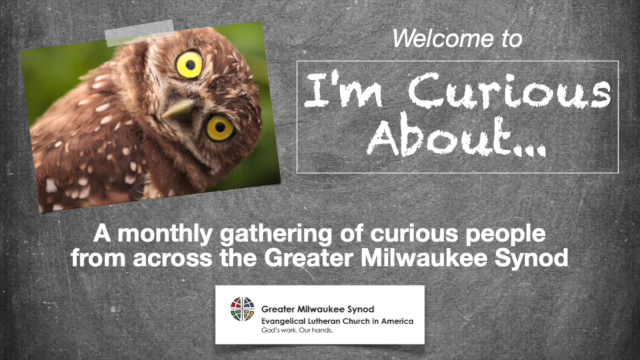 Welcome to
I'm Curious
About...
A monthly gathering of curious people
from across the Greater Milwaukee Synod
Greater Milwaukee Synod
Evangelical Lutheran Church in America
God's work. Our hands.